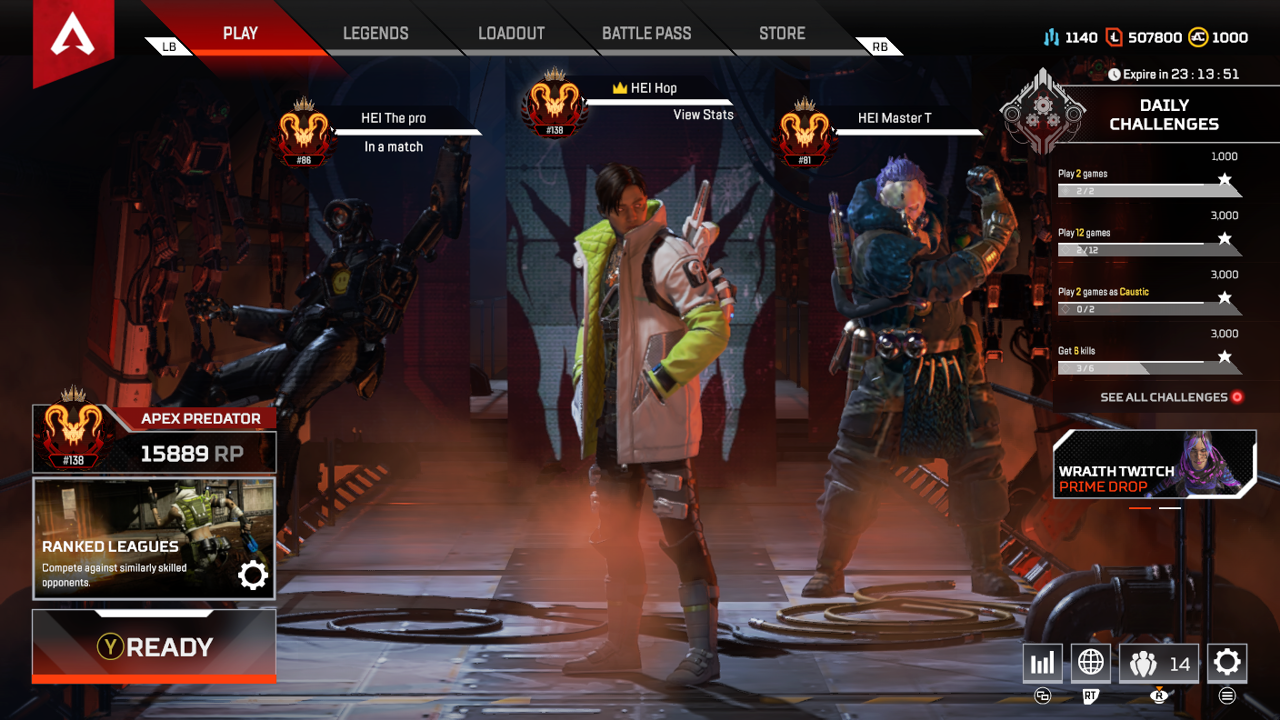 LB
PLAY
LEGENDS
LOADOUT
BATTLE PASS
STORE
RB
1140
507800
1000
Expire in 23:13:51
DAILY
CHALLENGES
HEI The pro
In a match
#86
HEI Hop
View Stats
#138
HEI Master T
#81
1,000
Play 2 games
2/2
3,000
Play 12 games
2/12
3,000
Play 2 games as Caustic
0/2
3,000
Get 6 kills
3/6
SEE ALL CHALLENGES
WRAITH TWITCH
PRIME DROP
APEX PREDATOR
15889 RP
#138
RANKED LEAGUES
Compete against similarly skilled
opponents.
Y READY
14
RT
R